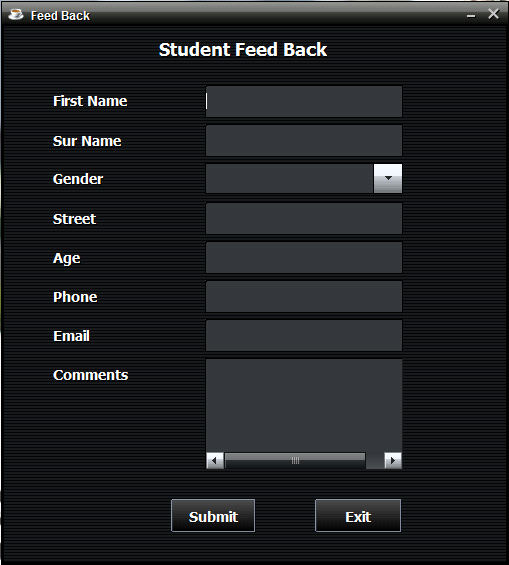 Feed Back
Student Feed Back
First Name
Sur Name
Gender
Street
Age
Phone
Email
Comments
Submit Exit